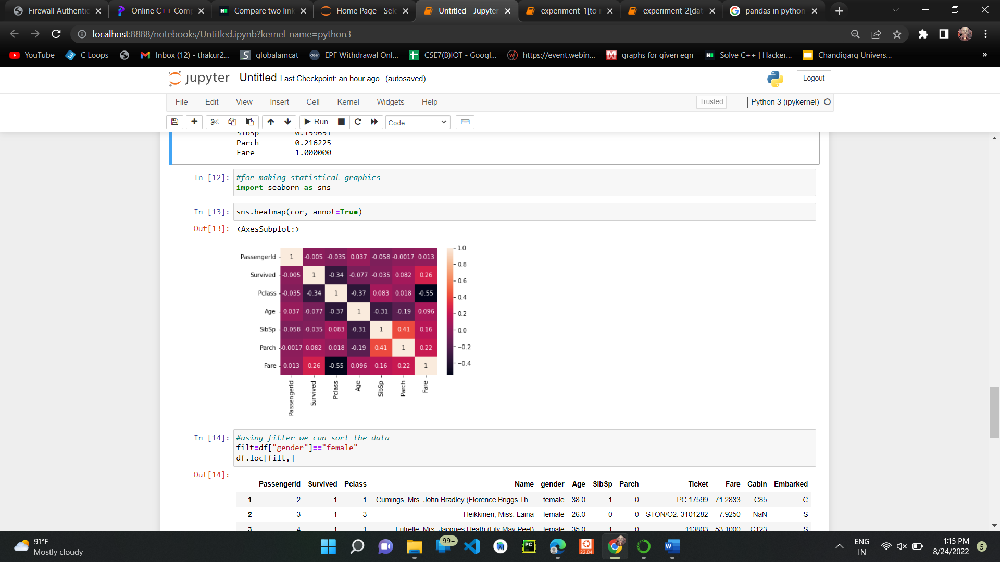 Firewall Authentic
Online C++ Comp
Compare two link
Home Page - Sele
Untitled - Jupyter
experiment-1[to i
experiment-2[dat
pandas in python
localhost:8888/notebooks/Untitled.ipynb?kernel_name=python3
YouTube
C Loops
Inbox (12) - thakur2...
globalamcat
clear
EPF Withdrawal Onl...
CSE7(B)IOT - Googl...
https://event.webin...
graphs for given eqn
Solve C++ | Hacker...
Chandigarg Univers...
»
jupyter Untitled Last Checkpoint: an hour ago (autosaved)
Logout
File Edit View Insert Cell Kernel Widgets Help
Trusted
Python 3 (ipykernel)
Run
Code
SibSp 0.159651
Parch 0.216225
Fare 1.000000
In [12]: #for making statistical graphics
import seaborn as sns
In [13]: sns.heatmap(cor, annot=True)
Out[13]: <AxesSubplot:>
PassengerId 1 -0.005 -0.035 0.037 -0.058 -0.0017 0.013
Survived -0.005 1 -0.34 -0.077 -0.035 0.082 0.26
Pclass -0.035 -0.34 1 -0.37 0.083 0.018 -0.55
Age 0.037 -0.077 -0.37 1 -0.31 -0.19 0.096
SibSp -0.058 -0.035 0.083 -0.31 1 0.41 0.16
Parch -0.0017 0.082 0.018 -0.19 0.41 1 0.22
Fare 0.013 0.26 -0.55 0.096 0.16 0.22 1
PassengerId Survived Pclass Age SibSp Parch Fare
1.0
0.8
0.6
0.4
0.2
0.0
−0.2
−0.4
In [14]: #using filter we can sort the data
filt=df["gender"]=="female"
df.loc[filt,]
Out[14]:
PassengerId Survived Pclass Name gender Age SibSp Parch Ticket Fare Cabin Embarked
1 2 1 1 Cumings, Mrs. John Bradley (Florence Briggs Th... female 38.0 1 0 PC 17599 71.2833 C85 C
2 3 1 3 Heikkinen, Miss. Laina female 26.0 0 0 STON/O2. 3101282 7.9250 NaN S
3 4 1 1 Futrelle, Mrs. Jacques Heath (Lily May Peel) female 35.0 1 0 113803 53.1000 C123 S
91°F
Mostly cloudy
99+
PC
22.04
W
ENG
IN
1:15 PM
8/24/2022
5